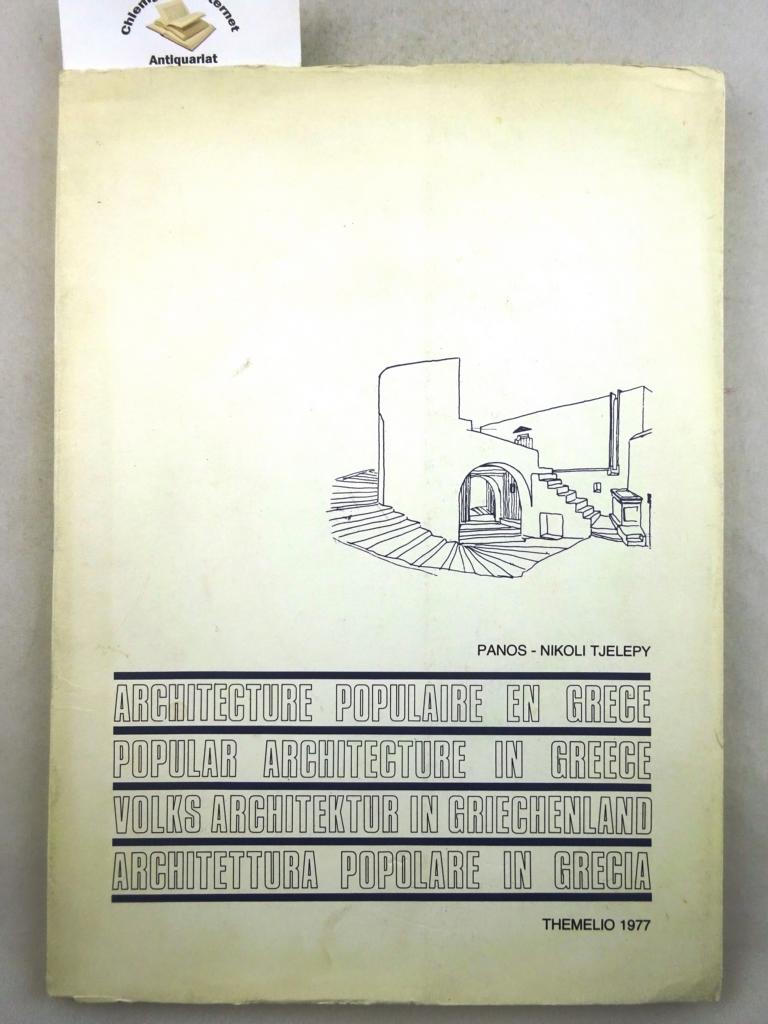 Antiquariat
PANOS - NIKOLI TJELEPY
ARCHITECTURE POPULAIRE EN GRECE
POPULAR ARCHITECTURE IN GREECE
VOLKS ARCHITEKTUR IN GRIECHENLAND
ARCHITETTURA POPOLARE IN GRECIA
THEMELIO 1977